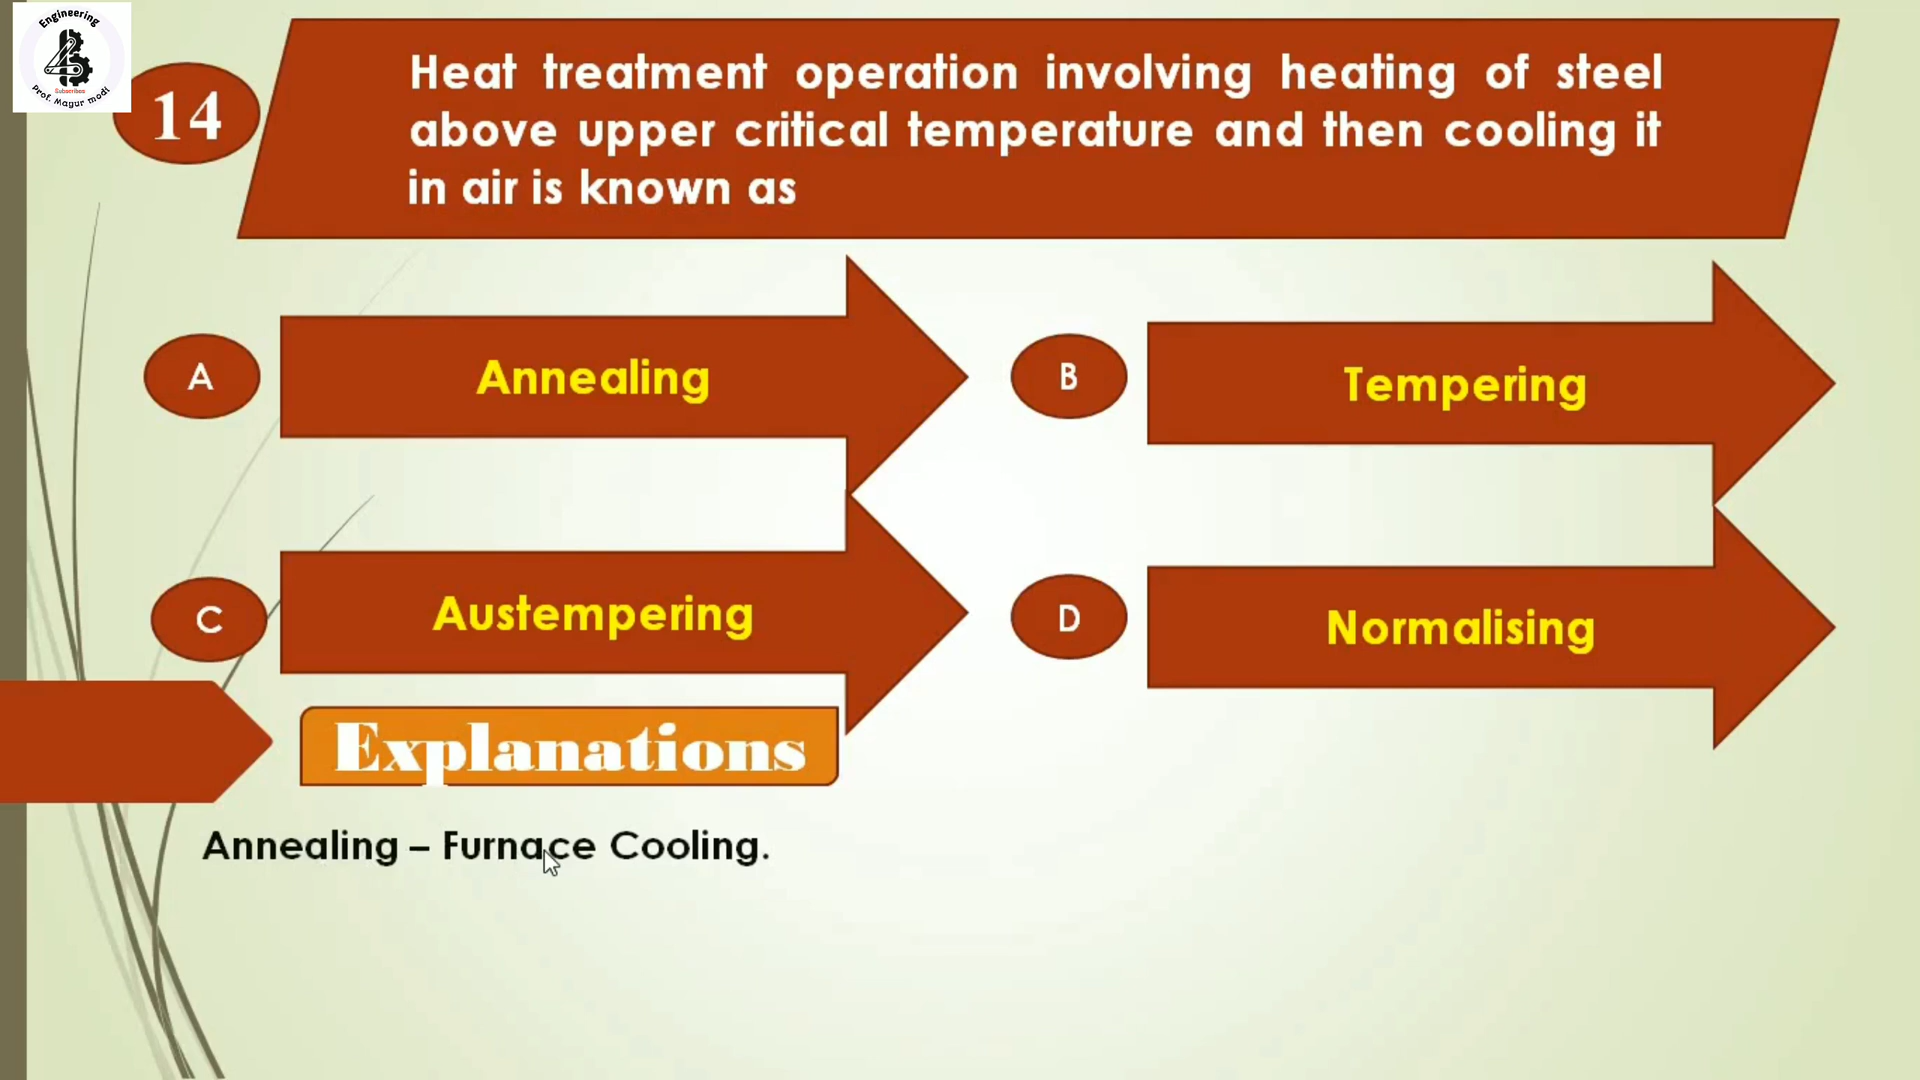 Engineering
Subscribes
Prof. Mayur modi
14
Heat treatment operation involving heating of steel
above upper critical temperature and then cooling it
in air is known as
A
Annealing
B
Tempering
C
Austempering
D
Normalising
Explanations
Annealing – Furnace Cooling.